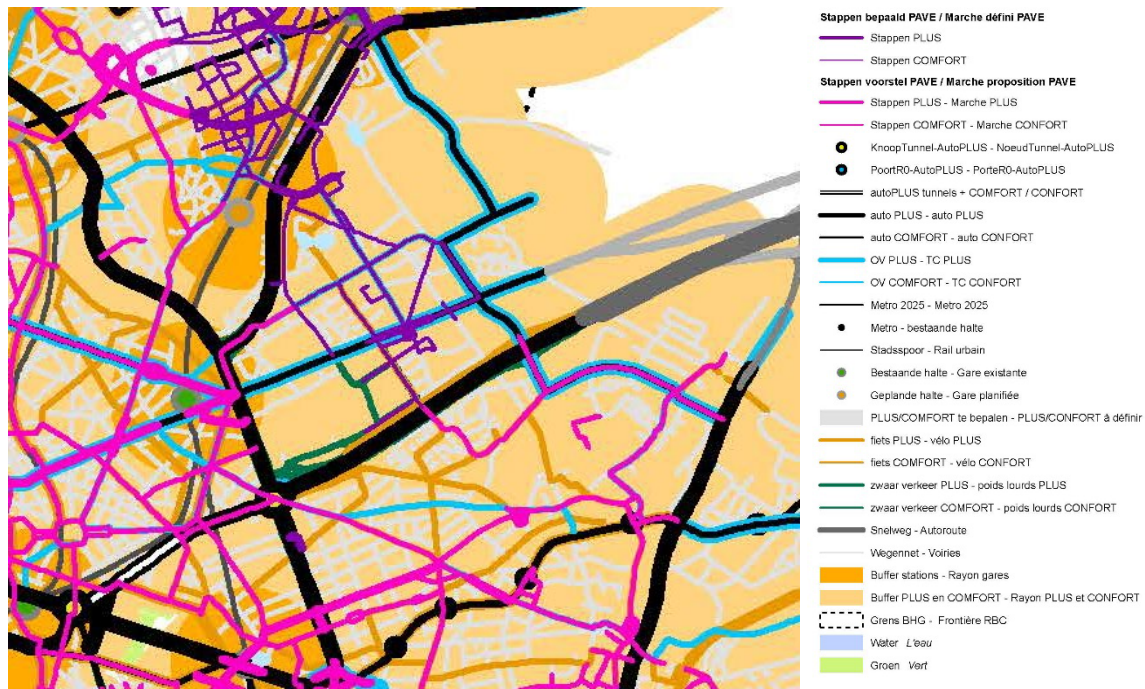 Stappen bepaald PAVE / Marche défini PAVE
Stappen PLUS
Stappen COMFORT
Stappen voorstel PAVE / Marche proposition PAVE
Stappen PLUS - Marche PLUS
Stappen COMFORT - Marche CONFORT
KnoopTunnel-AutoPLUS - NoeudTunnel-AutoPLUS
PoortR0-AutoPLUS - PorteR0-AutoPLUS
autoPLUS tunnels + COMFORT / CONFORT
auto PLUS - auto PLUS
auto COMFORT - auto CONFORT
OV PLUS - TC PLUS
OV COMFORT - TC CONFORT
Metro 2025 - Metro 2025
Metro - bestaande halte
Stadsspoor - Rail urbain
Bestaande halte - Gare existante
Geplande halte - Gare planifiée
PLUS/COMFORT te bepalen - PLUS/CONFORT à définir
fiets PLUS - vélo PLUS
fiets COMFORT - vélo CONFORT
zwaar verkeer PLUS - poids lourds PLUS
zwaar verkeer COMFORT - poids lourds CONFORT
Snelweg - Autoroute
Wegennet - Voiries
Buffer stations - Rayon gares
Buffer PLUS en COMFORT - Rayon PLUS et CONFORT
Grens BHG - Frontière RBC
Water L'eau
Groen Vert